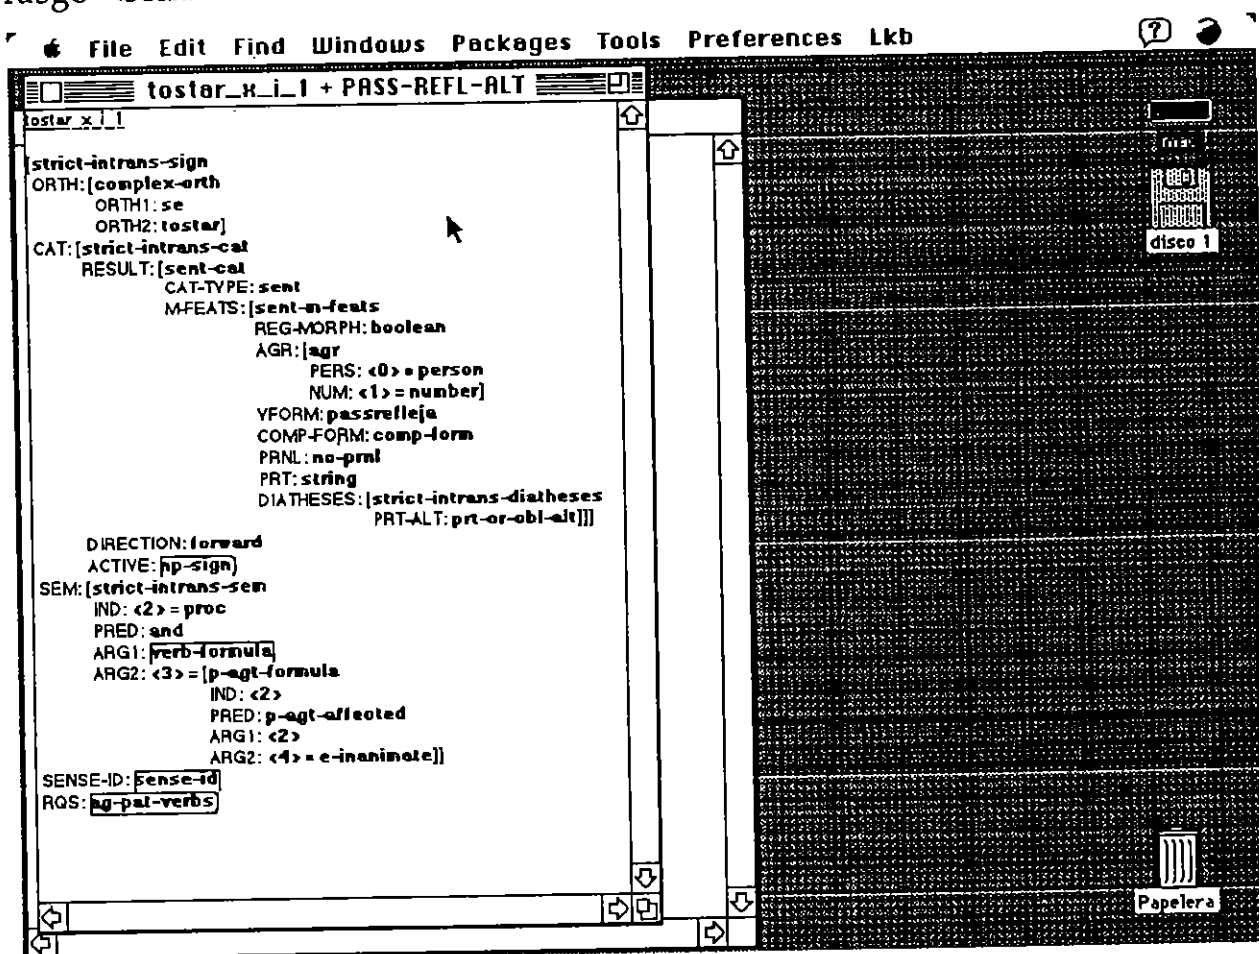 File Edit Find Windows Packages Tools Preferences Lkb
tostar_x_i_1 + PASS-REFL-ALT
tostar_x_i_1
[strict-intrans-sign
ORTH: [complex-orth
ORTH1: se
ORTH2: tostar]
CAT: [strict-intrans-cat
RESULT: [sent-cat
CAT-TYPE: sent
M-FEATS: [sent-m-feats
REG-MORPH: boolean
AGR: [agr
PERS: <0> = person
NUM: <1> = number]
VFORM: passrefleja
COMP-FORM: comp-form
PRNL: no-prnl
PRT: string
DIATHESES: [strict-intrans-diatheses
PRT-ALT: prt-or-obl-alt]]]
DIRECTION: forward
ACTIVE: np-sign]
SEM: [strict-intrans-sem
IND: <2> = proc
PRED: and
ARG1: verb-formula
ARG2: <3> = [p-agt-formula
IND: <2>
PRED: p-agt-affected
ARG1: <2>
ARG2: <4> = e-inanimate]]
SENSE-ID: sense-id
RQS: ag-pat-verbs]
disco 1
Papelera